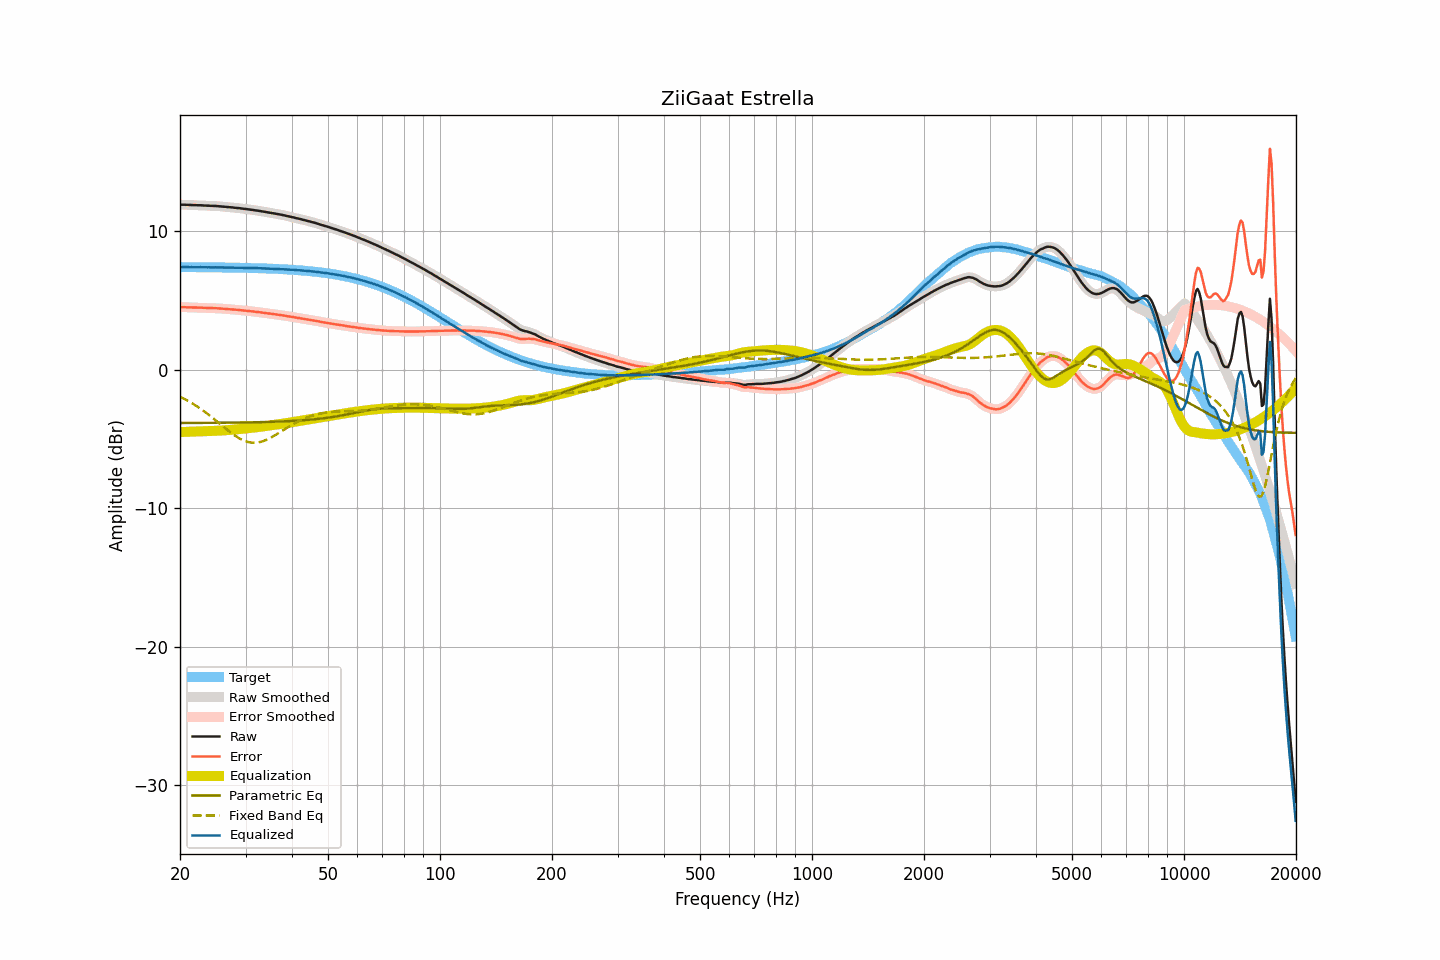 ZiiGaat Estrella
Amplitude (dBr)
10
0
−10
−20
−30
Target
Raw Smoothed
Error Smoothed
Raw
Error
Equalization
Parametric Eq
Fixed Band Eq
Equalized
20 50 100 200 500 1000 2000 5000 10000 20000
Frequency (Hz)